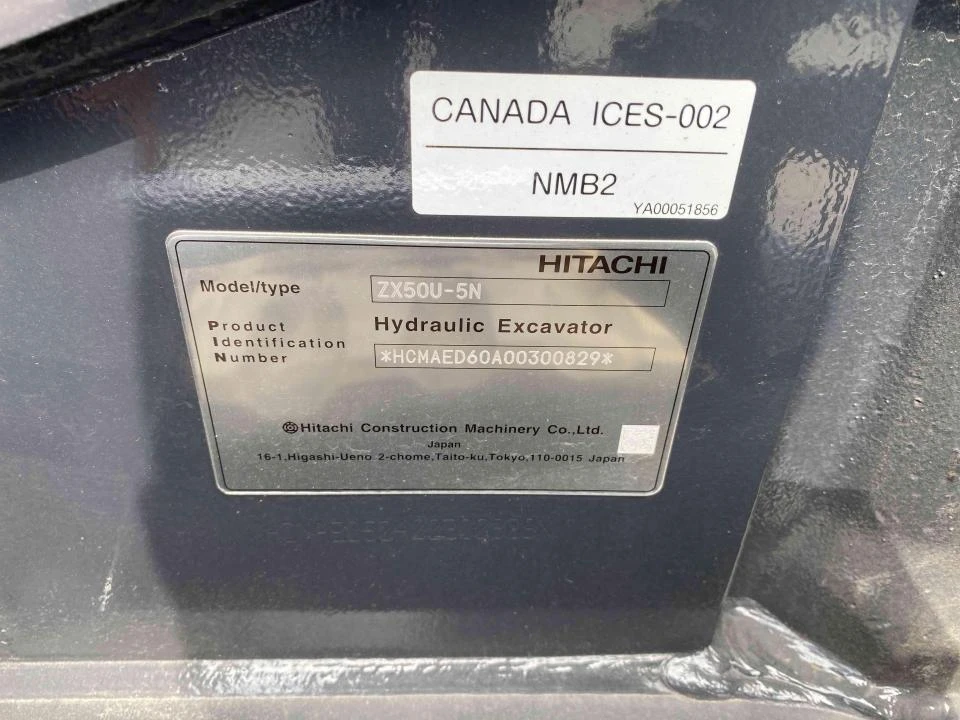 CANADA ICES-002
NMB2
YA00051856
HITACHI
Model/type ZX50U-5N
Product Hydraulic Excavator
Identification
Number *HCMAED60A00300829*
Hitachi Construction Machinery Co.,Ltd.
Japan
16-1,Higashi-Ueno 2-chome,Taito-ku,Tokyo,110-0015 Japan